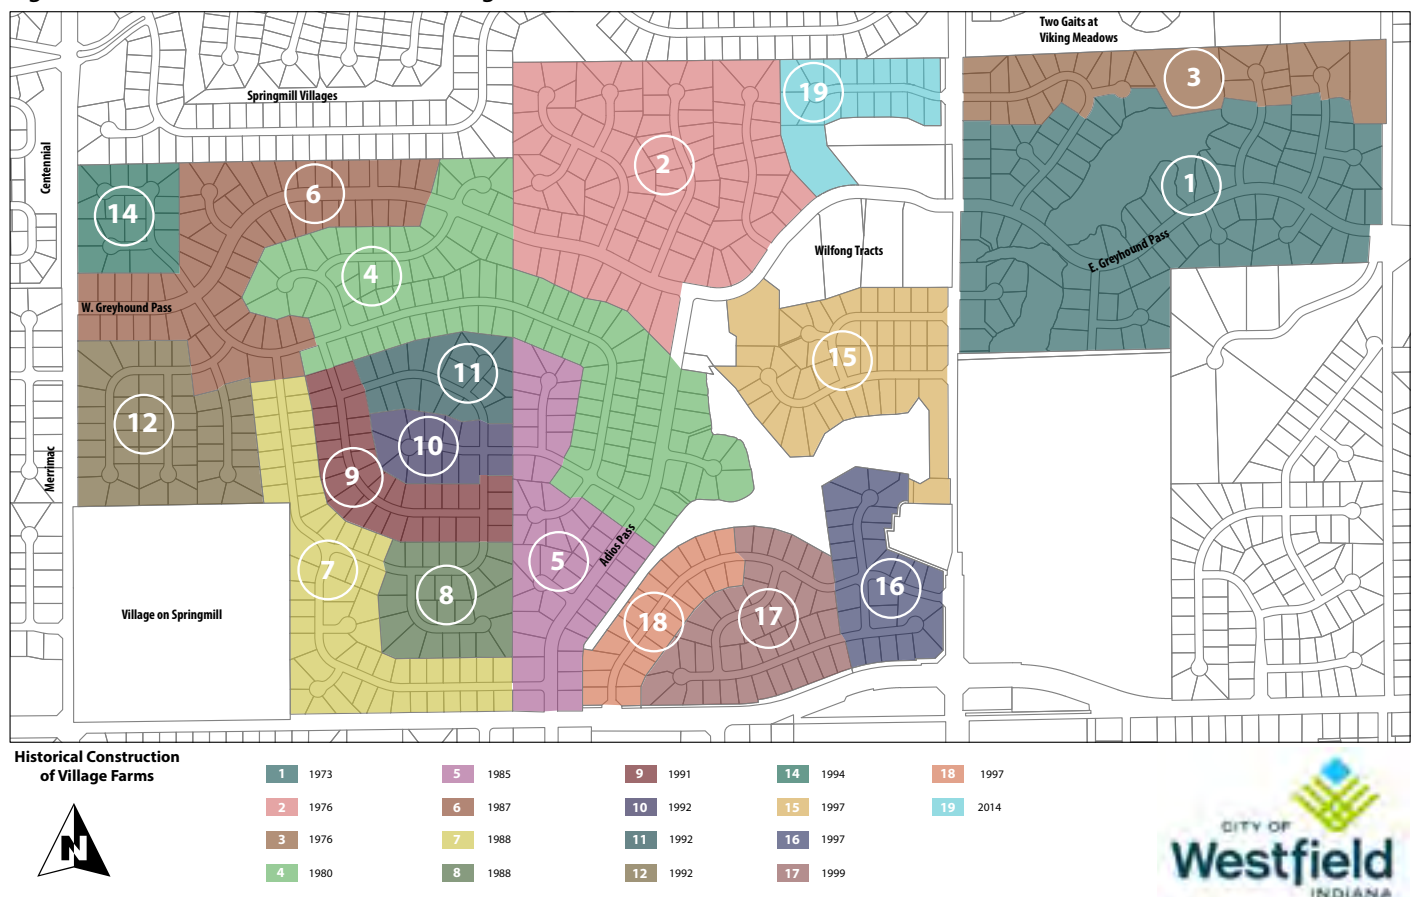 Two Gaits at
Viking Meadows
Springmill Villages
Centennial
19
3
2
6
1
14
Wilfong Tracts
E. Greyhound Pass
4
W. Greyhound Pass
15
11
12
10
Merrimac
9
Adios Pass
5
7
16
8
Village on Springmill
18
17
Historical Construction
of Village Farms
N
1 1973
2 1976
3 1976
4 1980
5 1985
6 1987
7 1988
8 1988
9 1991
10 1992
11 1992
12 1992
14 1994
15 1997
16 1997
17 1999
18 1997
19 2014
CITY OF
Westfield
INDIANA